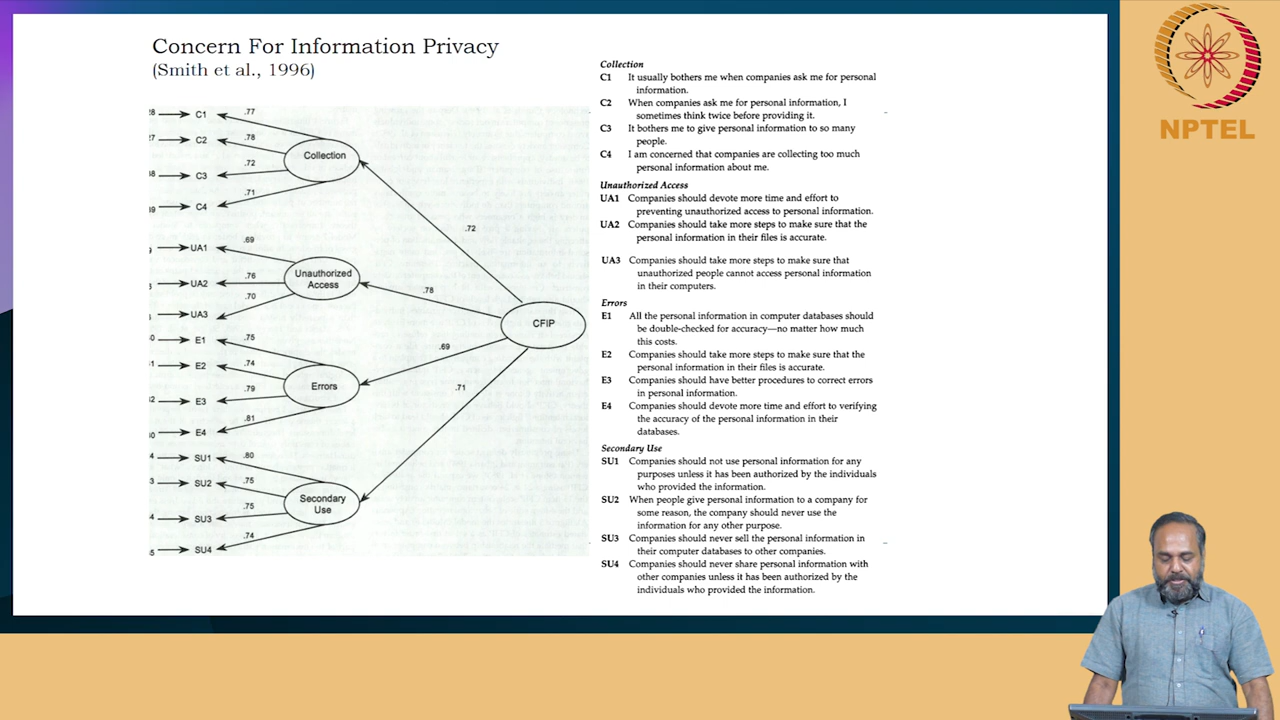 Concern For Information Privacy
(Smith et al., 1996)
C1
.77
C2
.78
C3
.72
C4
.71
Collection
.72
UA1
.69
UA2
.76
UA3
.70
Unauthorized
Access
.78
CFIP
E1
.75
E2
.74
E3
.79
E4
.81
Errors
.69
SU1
.80
SU2
.75
SU3
.75
SU4
.74
Secondary
Use
.71
Collection
C1 It usually bothers me when companies ask me for personal
information.
C2 When companies ask me for personal information, I
sometimes think twice before providing it.
C3 It bothers me to give personal information to so many
people.
C4 I am concerned that companies are collecting too much
personal information about me.
Unauthorized Access
UA1 Companies should devote more time and effort to
preventing unauthorized access to personal information.
UA2 Companies should take more steps to make sure that the
personal information in their files is accurate.
UA3 Companies should take more steps to make sure that
unauthorized people cannot access personal information
in their computers.
Errors
E1 All the personal information in computer databases should
be double-checked for accuracy—no matter how much
this costs.
E2 Companies should take more steps to make sure that the
personal information in their files is accurate.
E3 Companies should have better procedures to correct errors
in personal information.
E4 Companies should devote more time and effort to verifying
the accuracy of the personal information in their
databases.
Secondary Use
SU1 Companies should not use personal information for any
purposes unless it has been authorized by the individuals
who provided the information.
SU2 When people give personal information to a company for
some reason, the company should never use the
information for any other purpose.
SU3 Companies should never sell the personal information in
their computer databases to other companies.
SU4 Companies should never share personal information with
other companies unless it has been authorized by the
individuals who provided the information.
NPTEL